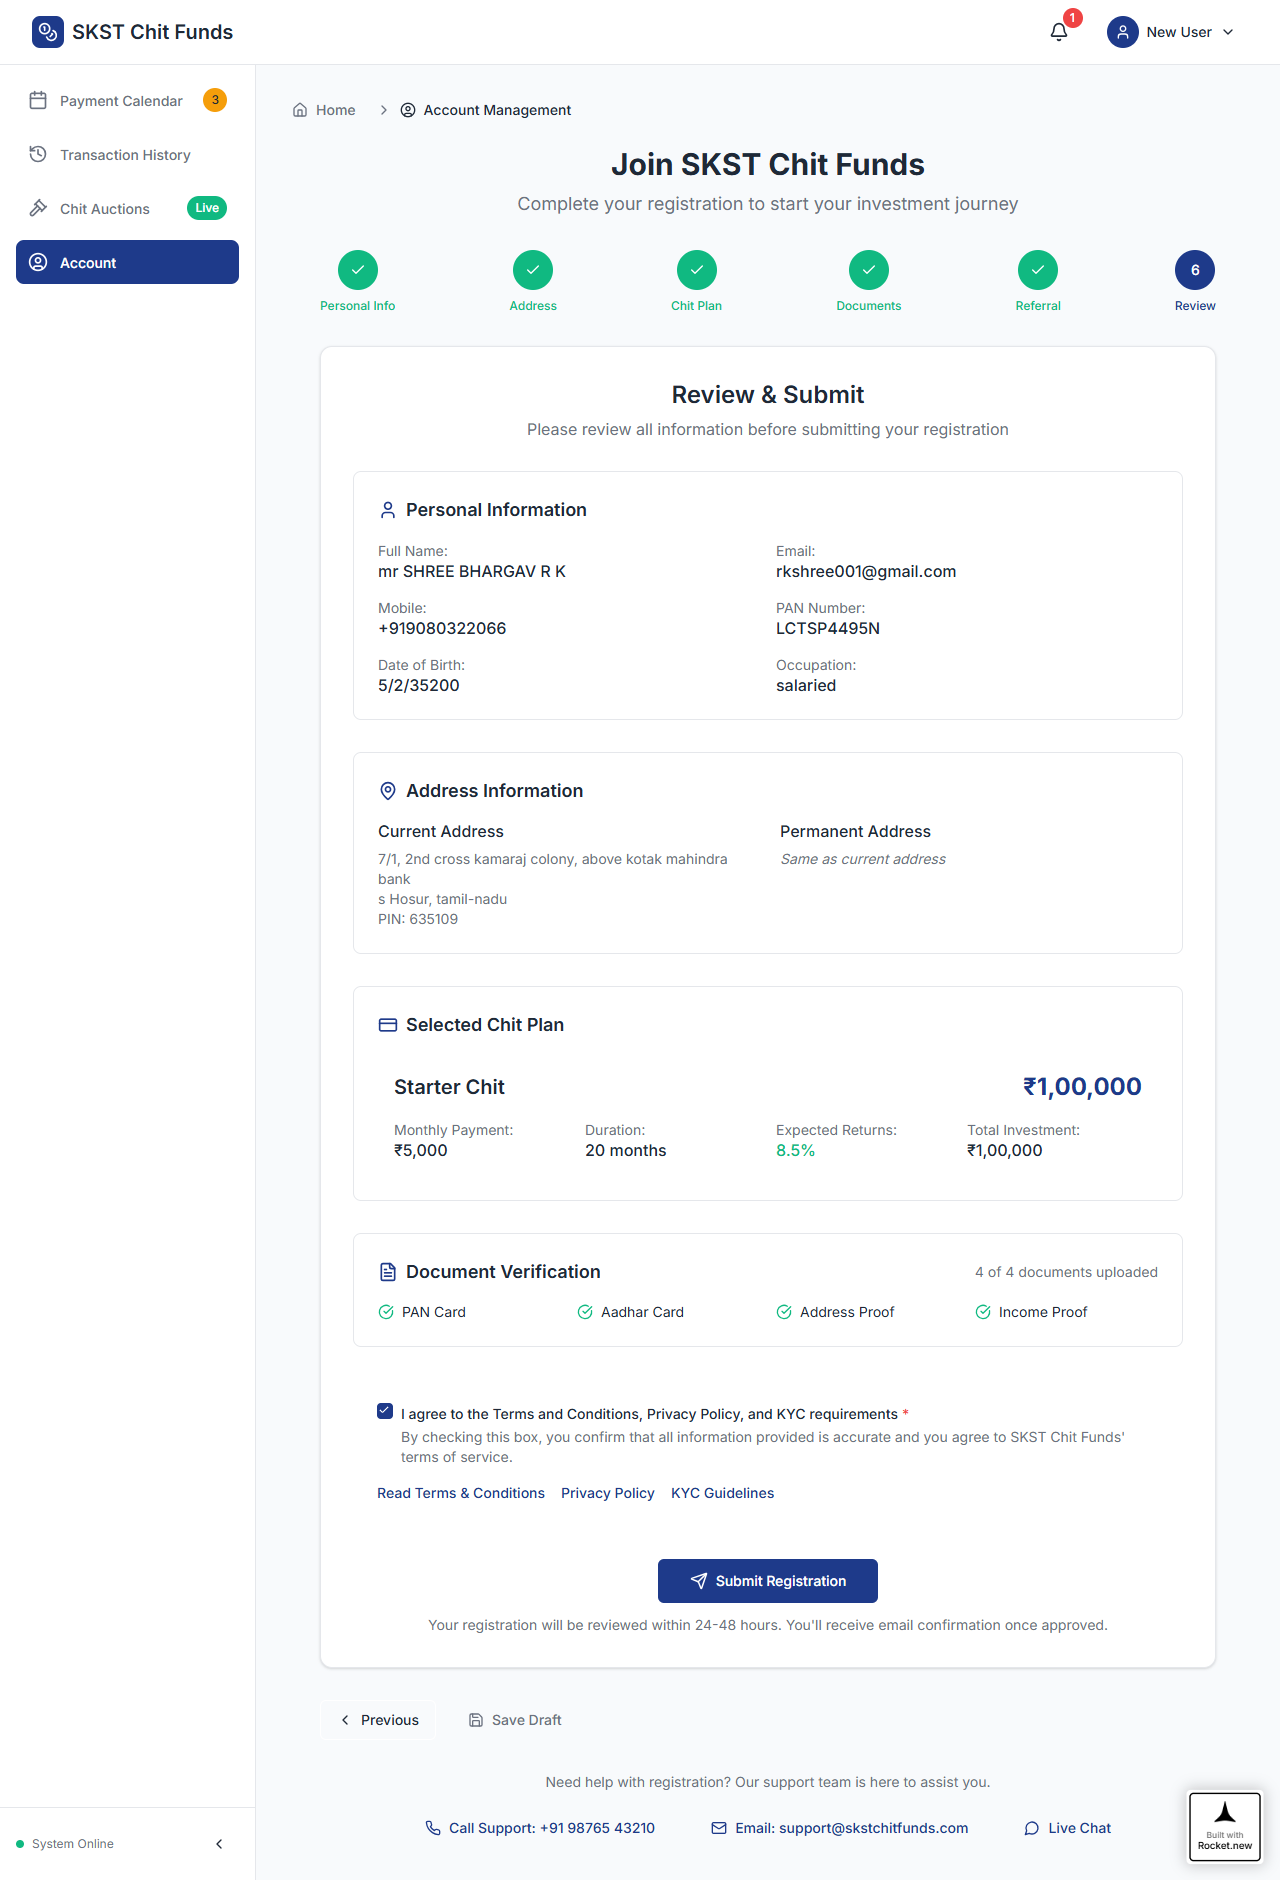 SKST Chit Funds
1
New User
Payment Calendar
3
Transaction History
Chit Auctions
Live
Account
Home
Account Management
Join SKST Chit Funds
Complete your registration to start your investment journey
6
Personal Info
Address
Chit Plan
Documents
Referral
Review
Review & Submit
Please review all information before submitting your registration
Personal Information
Full Name:
mr SHREE BHARGAV R K
Email:
rkshree001@gmail.com
Mobile:
+919080322066
PAN Number:
LCTSP4495N
Date of Birth:
5/2/35200
Occupation:
salaried
Address Information
Current Address
7/1, 2nd cross kamaraj colony, above kotak mahindra
bank
s Hosur, tamil-nadu
PIN: 635109
Permanent Address
Same as current address
Selected Chit Plan
Starter Chit
₹1,00,000
Monthly Payment:
₹5,000
Duration:
20 months
Expected Returns:
8.5%
Total Investment:
₹1,00,000
Document Verification
4 of 4 documents uploaded
PAN Card
Aadhar Card
Address Proof
Income Proof
I agree to the Terms and Conditions, Privacy Policy, and KYC requirements *
By checking this box, you confirm that all information provided is accurate and you agree to SKST Chit Funds'
terms of service.
Read Terms & Conditions
Privacy Policy
KYC Guidelines
Submit Registration
Your registration will be reviewed within 24-48 hours. You'll receive email confirmation once approved.
Previous
Save Draft
Need help with registration? Our support team is here to assist you.
Call Support: +91 98765 43210
Email: support@skstchitfunds.com
Live Chat
System Online
Built with
Rocket.new